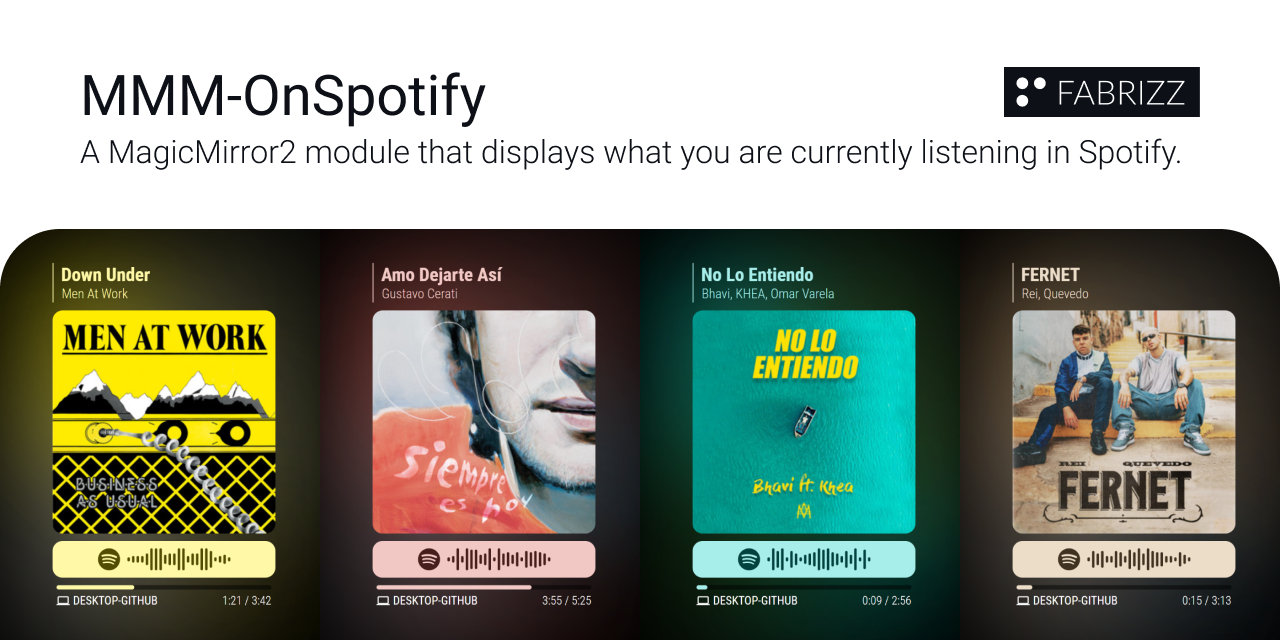 MMM-OnSpotify
FABRIZZ
A MagicMirror2 module that displays what you are currently listening in Spotify.
Down Under
Men At Work
MEN AT WORK
BUSINESS
AS USUAL
DESKTOP-GITHUB 1:21 / 3:42
Amo Dejarte Así
Gustavo Cerati
Siempre
es hoy
DESKTOP-GITHUB 3:55 / 5:25
No Lo Entiendo
Bhavi, KHEA, Omar Varela
NO LO
ENTIENDO
Bhavi ft. Khea
DESKTOP-GITHUB 0:09 / 2:56
FERNET
Rei, Quevedo
REI QUEVEDO
FERNET
DESKTOP-GITHUB 0:15 / 3:13